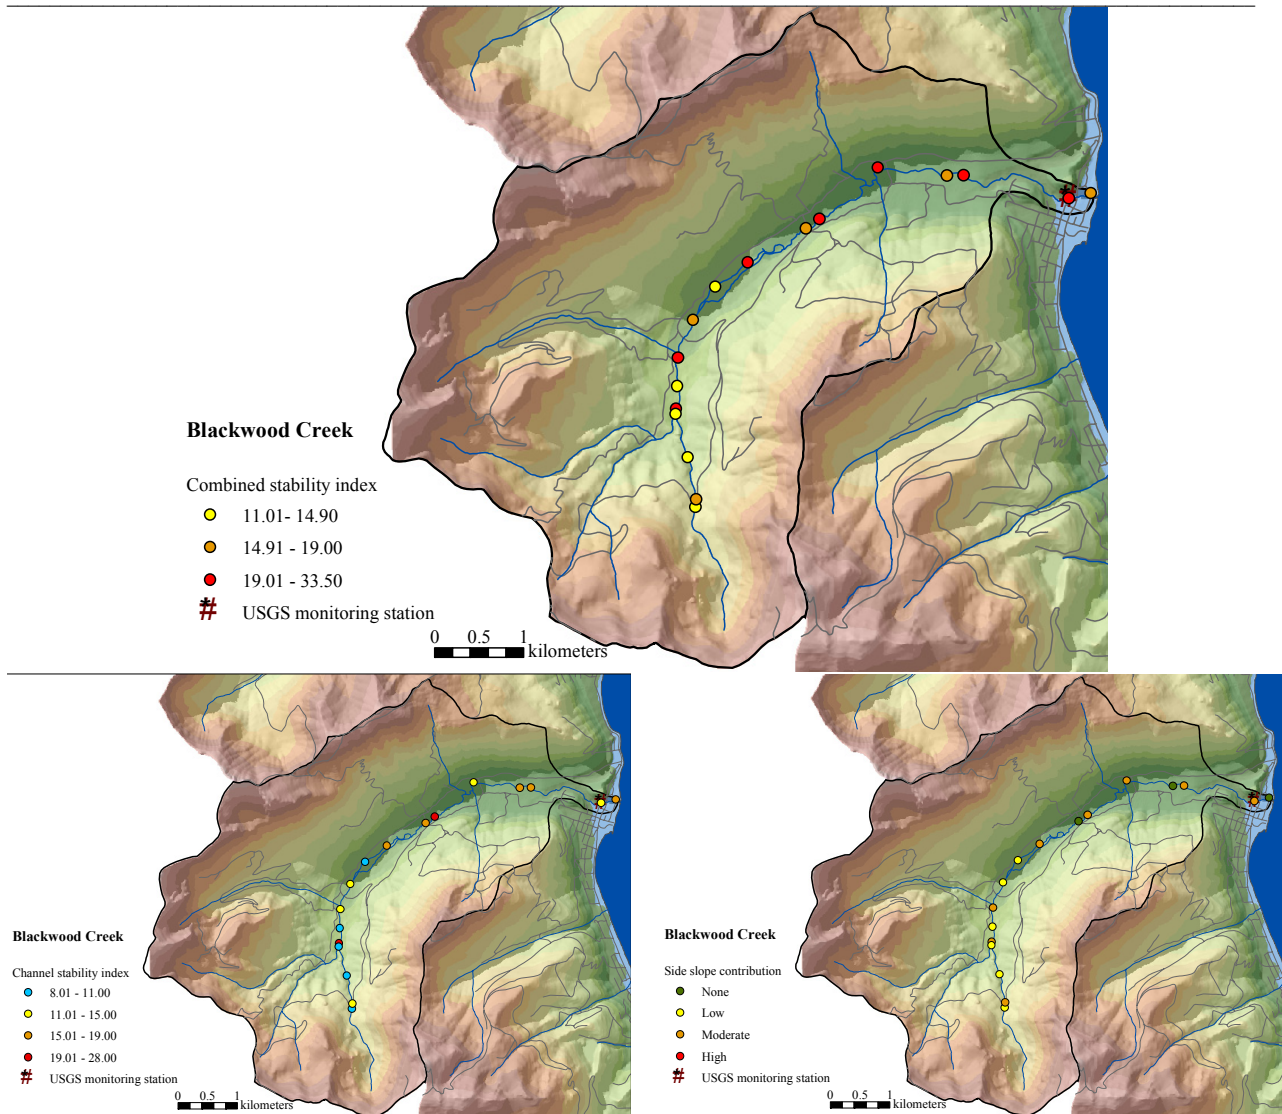 Blackwood Creek
Combined stability index
11.01- 14.90
14.91 - 19.00
19.01 - 33.50
USGS monitoring station
0 0.5 1
kilometers
Blackwood Creek
Channel stability index
8.01 - 11.00
11.01 - 15.00
15.01 - 19.00
19.01 - 28.00
USGS monitoring station
0 0.5 1
kilometers
Blackwood Creek
Side slope contribution
None
Low
Moderate
High
USGS monitoring station
0 0.5 1
kilometers